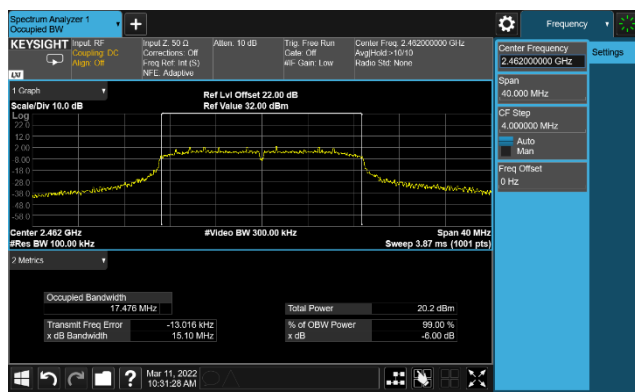 Spectrum Analyzer 1
Occupied BW
Frequency
KEYSIGHT
Input: RF
Coupling: DC
Align: Off
Input Z: 50 Ω
Corrections: Off
Freq Ref: Int (S)
NFE: Adaptive
Atten: 10 dB
Trig: Free Run
Gate: Off
#IF Gain: Low
Center Freq: 2.462000000 GHz
Avg|Hold:>10/10
Radio Std: None
LXI
Center Frequency
2.462000000 GHz
Settings
Span
40.000 MHz
CF Step
4.000000 MHz
Auto
Man
Freq Offset
0 Hz
1 Graph
Scale/Div 10.0 dB
Ref Lvl Offset 22.00 dB
Ref Value 32.00 dBm
Log
22.0
12.0
2.00
-8.00
-18.0
-28.0
-38.0
-48.0
-58.0
Center 2.462 GHz
#Res BW 100.00 kHz
#Video BW 300.00 kHz
Span 40 MHz
Sweep 3.87 ms (1001 pts)
2 Metrics
Occupied Bandwidth
17.476 MHz
Total Power 20.2 dBm
Transmit Freq Error -13.016 kHz
% of OBW Power 99.00 %
x dB Bandwidth 15.10 MHz
x dB -6.00 dB
?
Mar 11, 2022
10:31:28 AM